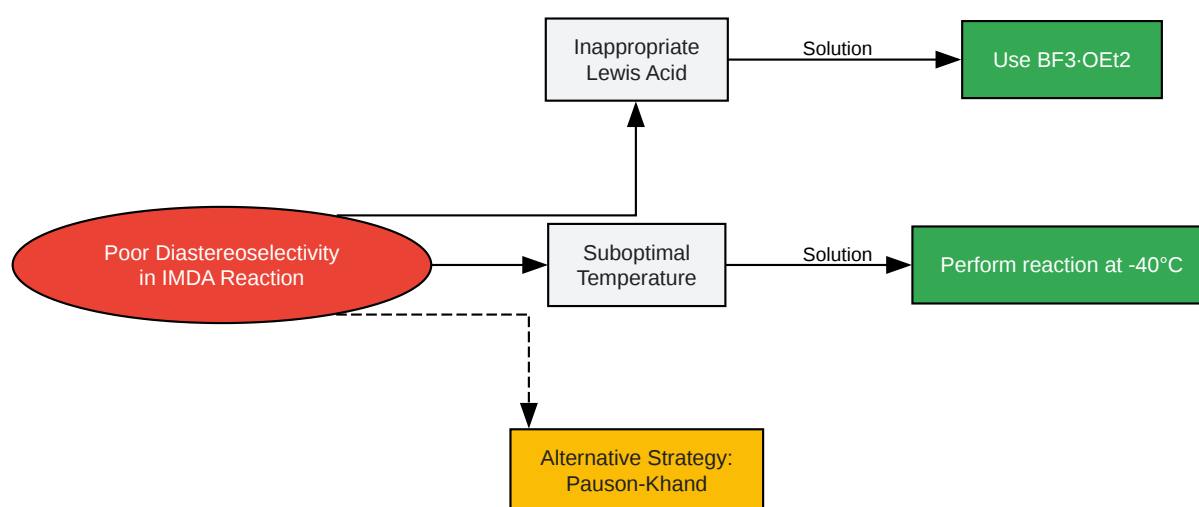 Inappropriate
Lewis Acid
Solution
Use BF3·OEt2
Poor Diastereoselectivity
in IMDA Reaction
Suboptimal
Temperature
Solution
Perform reaction at -40°C
Alternative Strategy:
Pauson-Khand